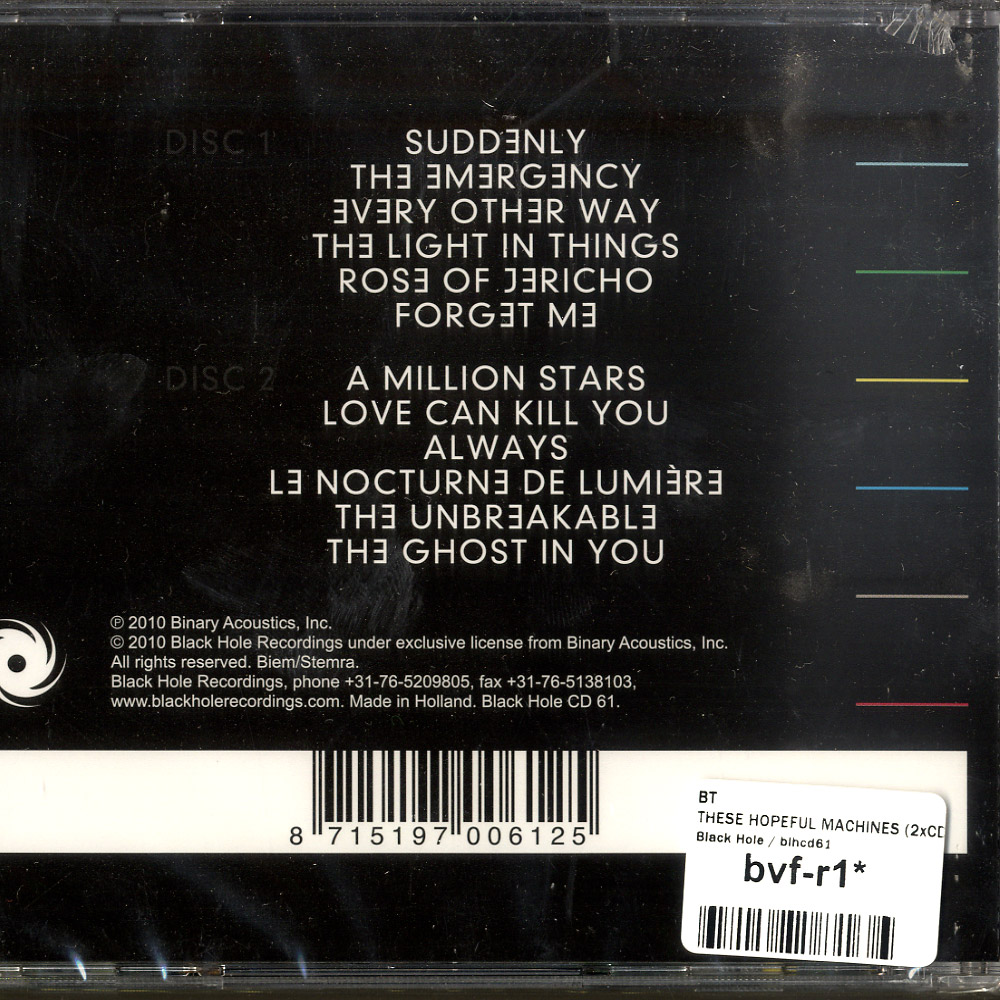 DISC 1
SUDDƎNLY
THƎ ƎMƎRGƎNCY
ƎVƎRY OTHƎR WAY
THƎ LIGHT IN THINGS
ROSƎ OF JƎRICHO
FORGƎT MƎ
DISC 2
A MILLION STARS
LOVE CAN KILL YOU
ALWAYS
LƎ NOCTURNƎ DE LUMIÈRƎ
THƎ UNBRƎAKABLƎ
THƎ GHOST IN YOU
℗ 2010 Binary Acoustics, Inc.
© 2010 Black Hole Recordings under exclusive license from Binary Acoustics, Inc.
All rights reserved. Biem/Stemra.
Black Hole Recordings, phone +31-76-5209805, fax +31-76-5138103,
www.blackholerecordings.com. Made in Holland. Black Hole CD 61.
8 715197 006125
BT
THESE HOPEFUL MACHINES (2xCD
Black Hole / blhcd61
bvf-r1*